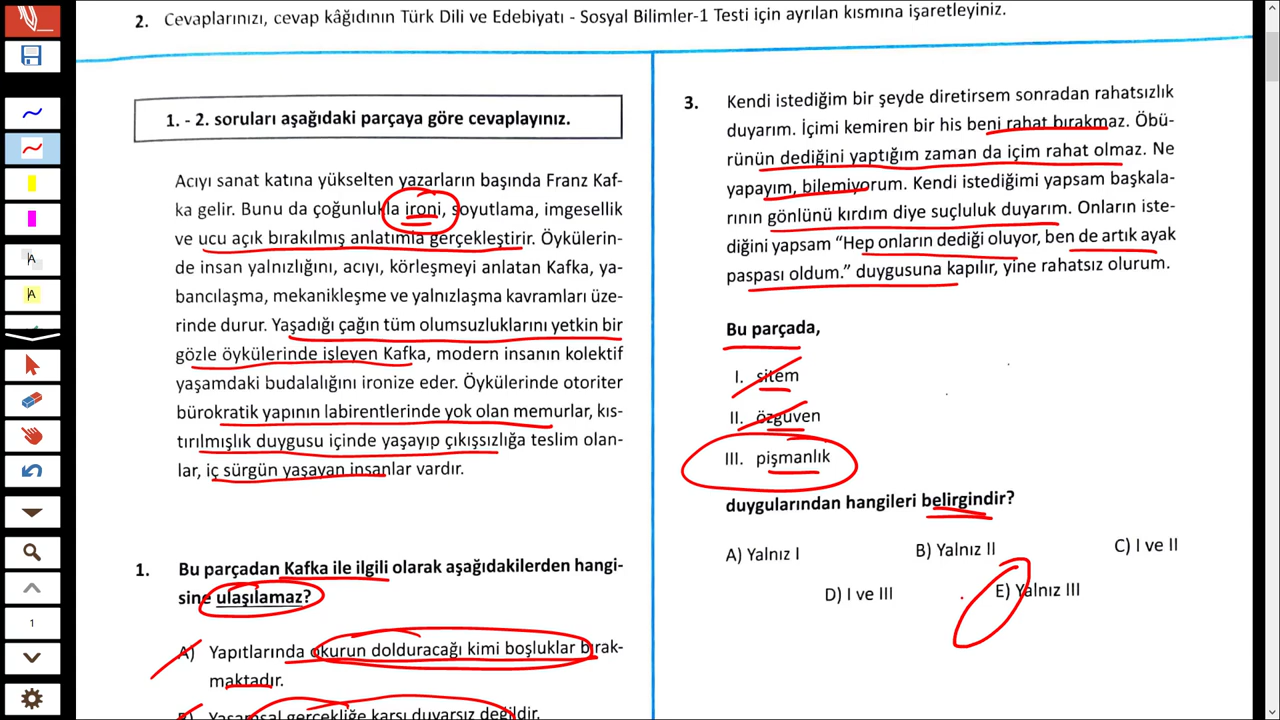 2. Cevaplarınızı, cevap kâğıdının Türk Dili ve Edebiyatı - Sosyal Bilimler-1 Testi için ayrılan kısmına işaretleyiniz.
1. - 2. soruları aşağıdaki parçaya göre cevaplayınız.
Acıyı sanat katına yükselten yazarların başında Franz Kaf-
ka gelir. Bunu da çoğunlukla ironi, soyutlama, imgesellik
ve ucu açık bırakılmış anlatımla gerçekleştirir. Öykülerin-
de insan yalnızlığını, acıyı, körleşmeyi anlatan Kafka, ya-
bancılaşma, mekanikleşme ve yalnızlaşma kavramları üze-
rinde durur. Yaşadığı çağın tüm olumsuzluklarını yetkin bir
gözle öykülerinde işleyen Kafka, modern insanın kolektif
yaşamdaki budalalığını ironize eder. Öykülerinde otoriter
bürokratik yapının labirentlerinde yok olan memurlar, kıs-
tırılmışlık duygusu içinde yaşayıp çıkışsızlığa teslim olan-
lar, iç sürgün yaşayan insanlar vardır.
1. Bu parçadan Kafka ile ilgili olarak aşağıdakilerden hangi-
sine ulaşılamaz?
A) Yapıtlarında okurun dolduracağı kimi boşluklar bırak-
maktadır.
B) Yaşamsal gerçekliğe karşı duyarsız değildir.
3. Kendi istediğim bir şeyde diretirsem sonradan rahatsızlık
duyarım. İçimi kemiren bir his beni rahat bırakmaz. Öbü-
rünün dediğini yaptığım zaman da içim rahat olmaz. Ne
yapayım, bilemiyorum. Kendi istediğimi yapsam başkala-
rının gönlünü kırdım diye suçluluk duyarım. Onların iste-
diğini yapsam “Hep onların dediği oluyor, ben de artık ayak
paspası oldum.” duygusuna kapılır, yine rahatsız olurum.
Bu parçada,
I. sitem
II. özgüven
III. pişmanlık
duygularından hangileri belirgindir?
A) Yalnız I B) Yalnız II C) I ve II
D) I ve III E) Yalnız III
A
A
1